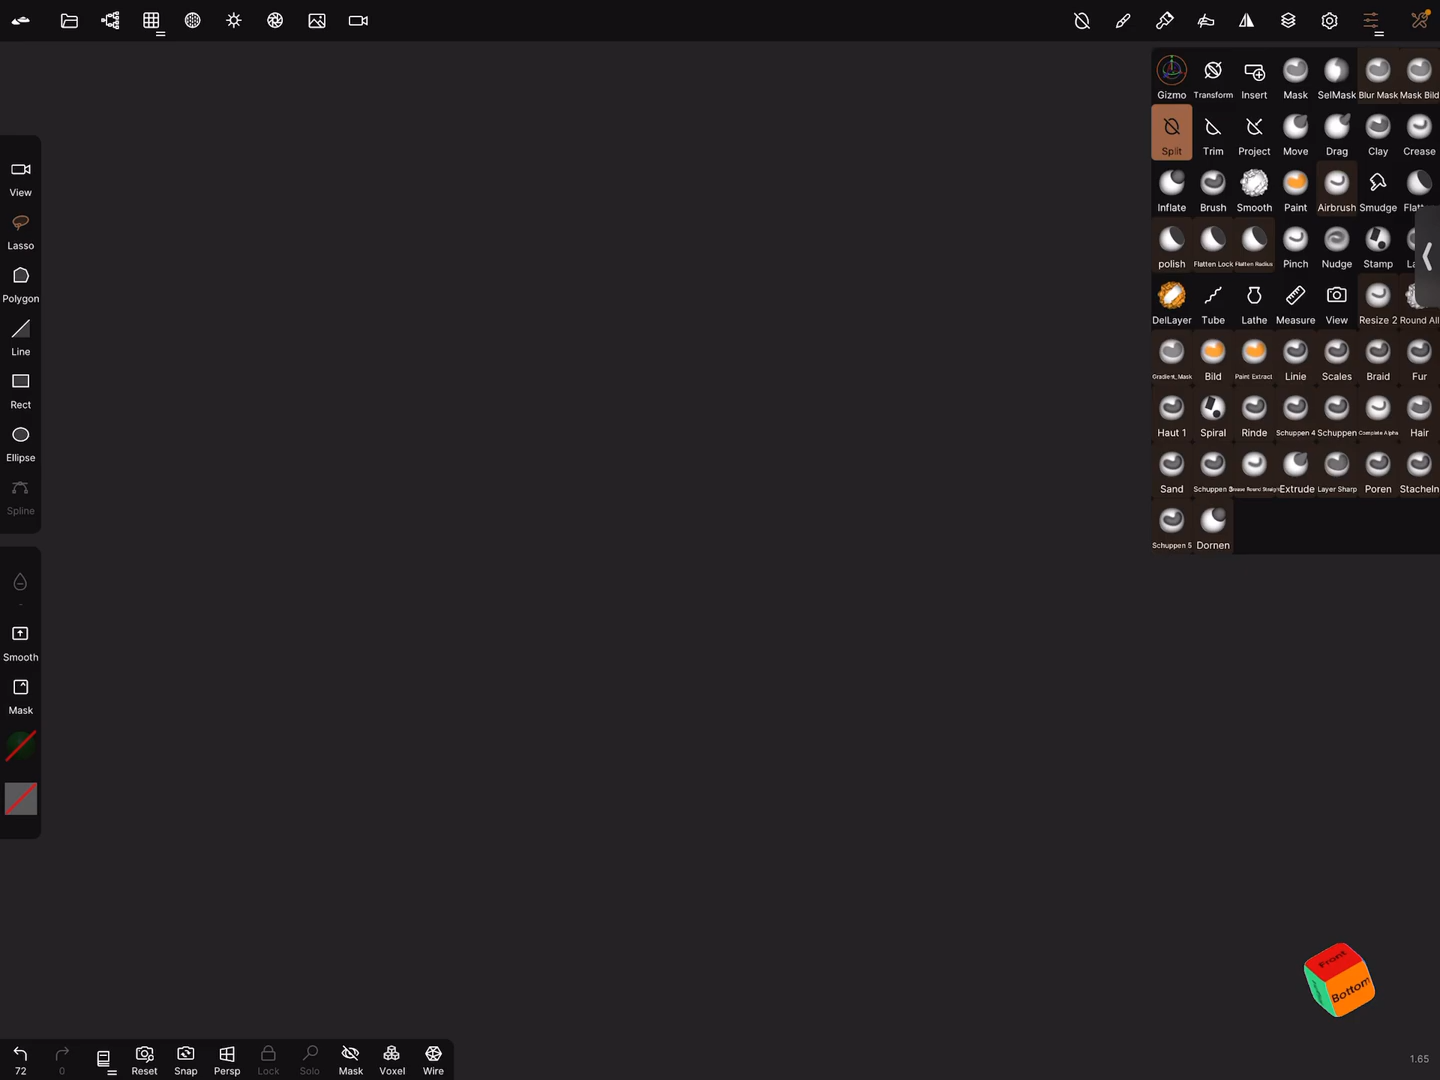 Gizmo Transform Insert Mask SelMask Blur Mask Mask Bild
Split Trim Project Move Drag Clay Crease
Inflate Brush Smooth Paint Airbrush Smudge
polish Flatten Lock Flatten Radius Pinch Nudge Stamp
DelLayer Tube Lathe Measure View Resize 2 Round All
Gradient_Mask Bild Paint Extract Linie Scales Braid Fur
Haut 1 Spiral Rinde Schuppen 4 Schuppen Complete Alpha Hair
Sand Schuppen Extrude Layer Sharp Poren Stacheln
Schuppen 5 Dornen
View
Lasso
Polygon
Line
Rect
Ellipse
Spline
-
Smooth
Mask
Front
Bottom
72 0 Reset Snap Persp Lock Solo Mask Voxel Wire
1.65